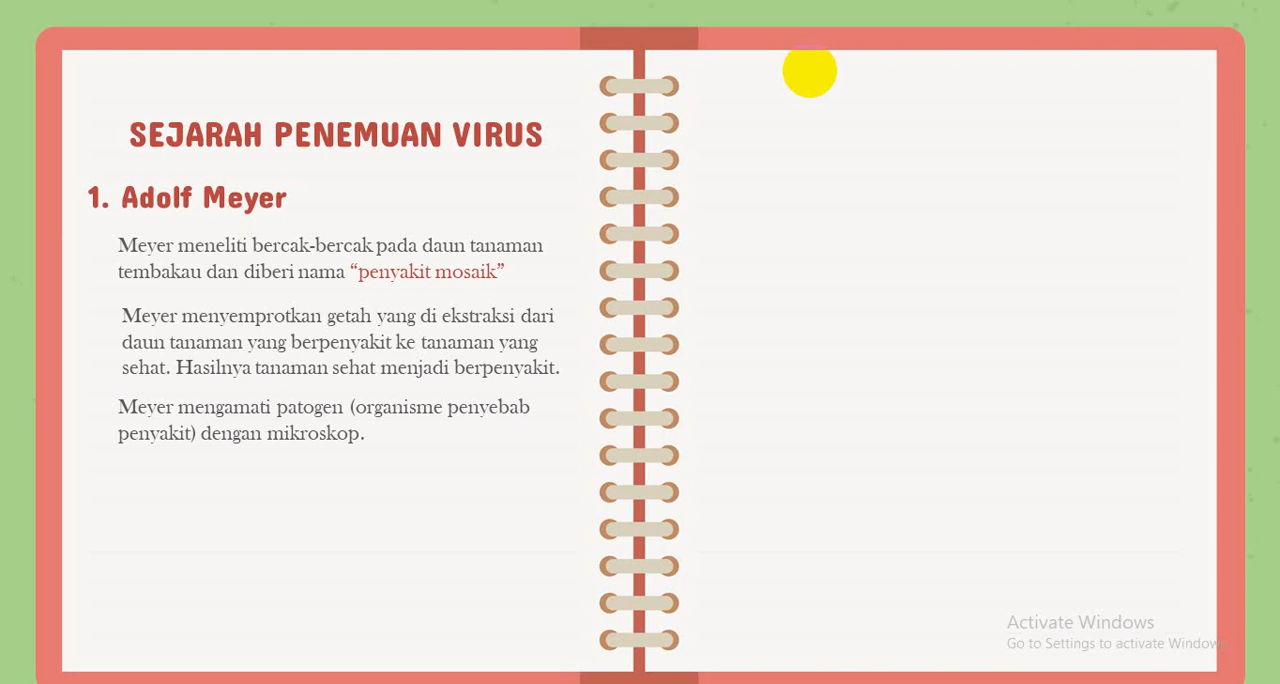 SEJARAH PENEMUAN VIRUS
1. Adolf Meyer
Meyer meneliti bercak-bercak pada daun tanaman
tembakau dan diberi nama “penyakit mosaik”
Meyer menyemprotkan getah yang di ekstraksi dari
daun tanaman yang berpenyakit ke tanaman yang
sehat. Hasilnya tanaman sehat menjadi berpenyakit.
Meyer mengamati patogen (organisme penyebab
penyakit) dengan mikroskop.
Activate Windows
Go to Settings to activate Windows